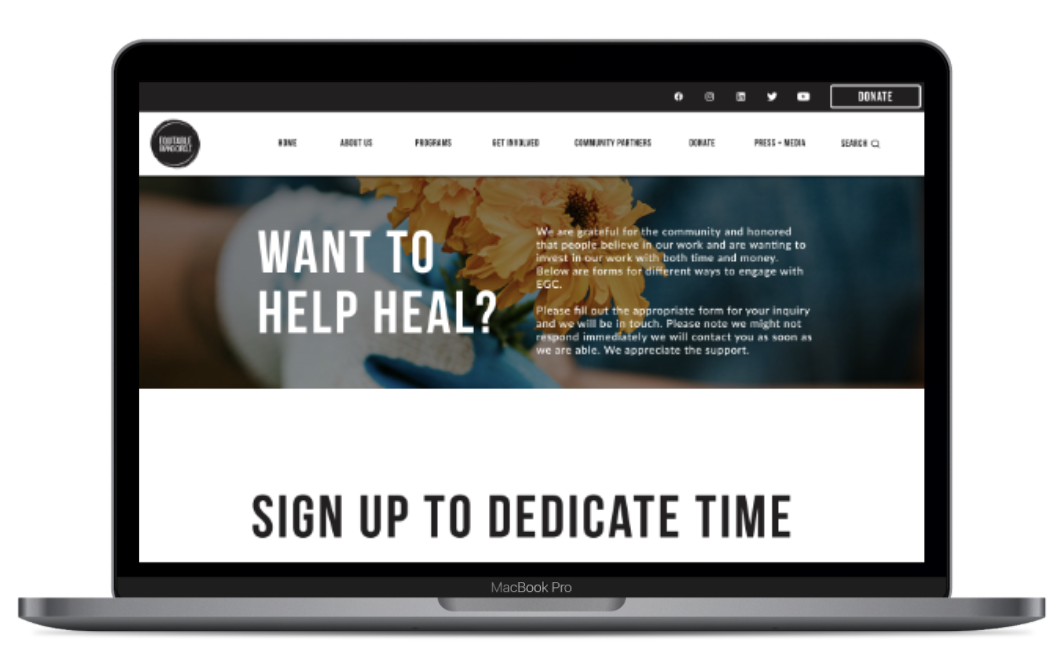 DONATE
EQUITABLE
HOME ABOUT US PROGRAMS GET INVOLVED COMMUNITY PARTNERS DONATE PRESS + MEDIA SEARCH
WANT TO
HELP HEAL?
We are grateful for the community and honored
that people believe in our work and are wanting to
invest in our work with both time and money.
Below are forms for different ways to engage with
EGC.
Please fill out the appropriate form for your inquiry
and we will be in touch. Please note we might not
respond immediately we will contact you as soon as
we are able. We appreciate the support.
SIGN UP TO DEDICATE TIME
MacBook Pro